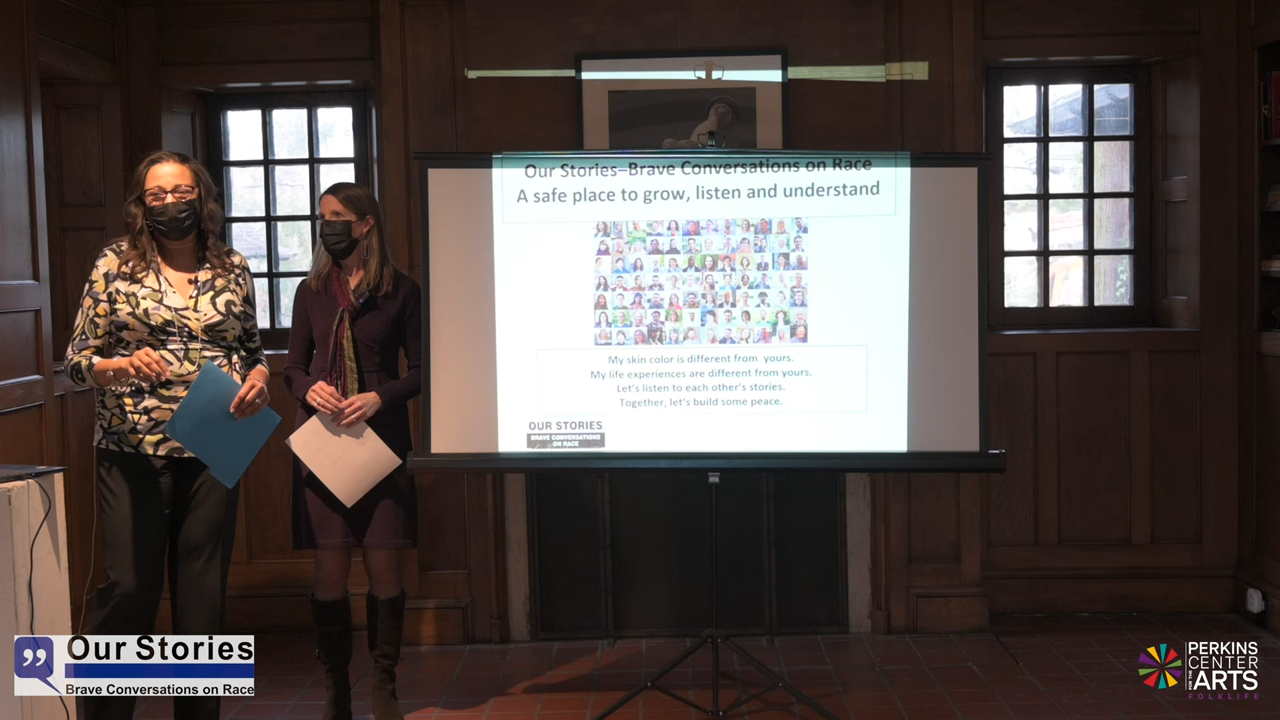 Our Stories–Brave Conversations on Race
A safe place to grow, listen and understand
My skin color is different from yours.
My life experiences are different from yours.
Let's listen to each other's stories.
Together, let's build some peace.
OUR STORIES
BRAVE CONVERSATIONS
ON RACE
Our Stories
Brave Conversations on Race
PERKINS
CENTER
FOR THE ARTS
FOLKLIFE